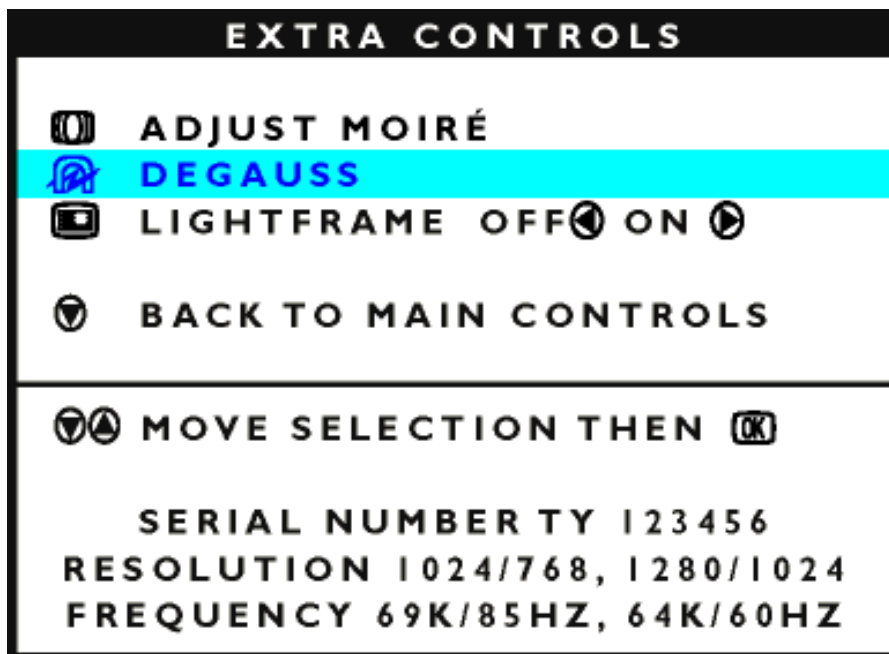 EXTRA CONTROLS
ADJUST MOIRÉ
DEGAUSS
LIGHTFRAME OFF ON
BACK TO MAIN CONTROLS
MOVE SELECTION THEN OK
SERIAL NUMBER TY 123456
RESOLUTION 1024/768, 1280/1024
FREQUENCY 69K/85HZ, 64K/60HZ